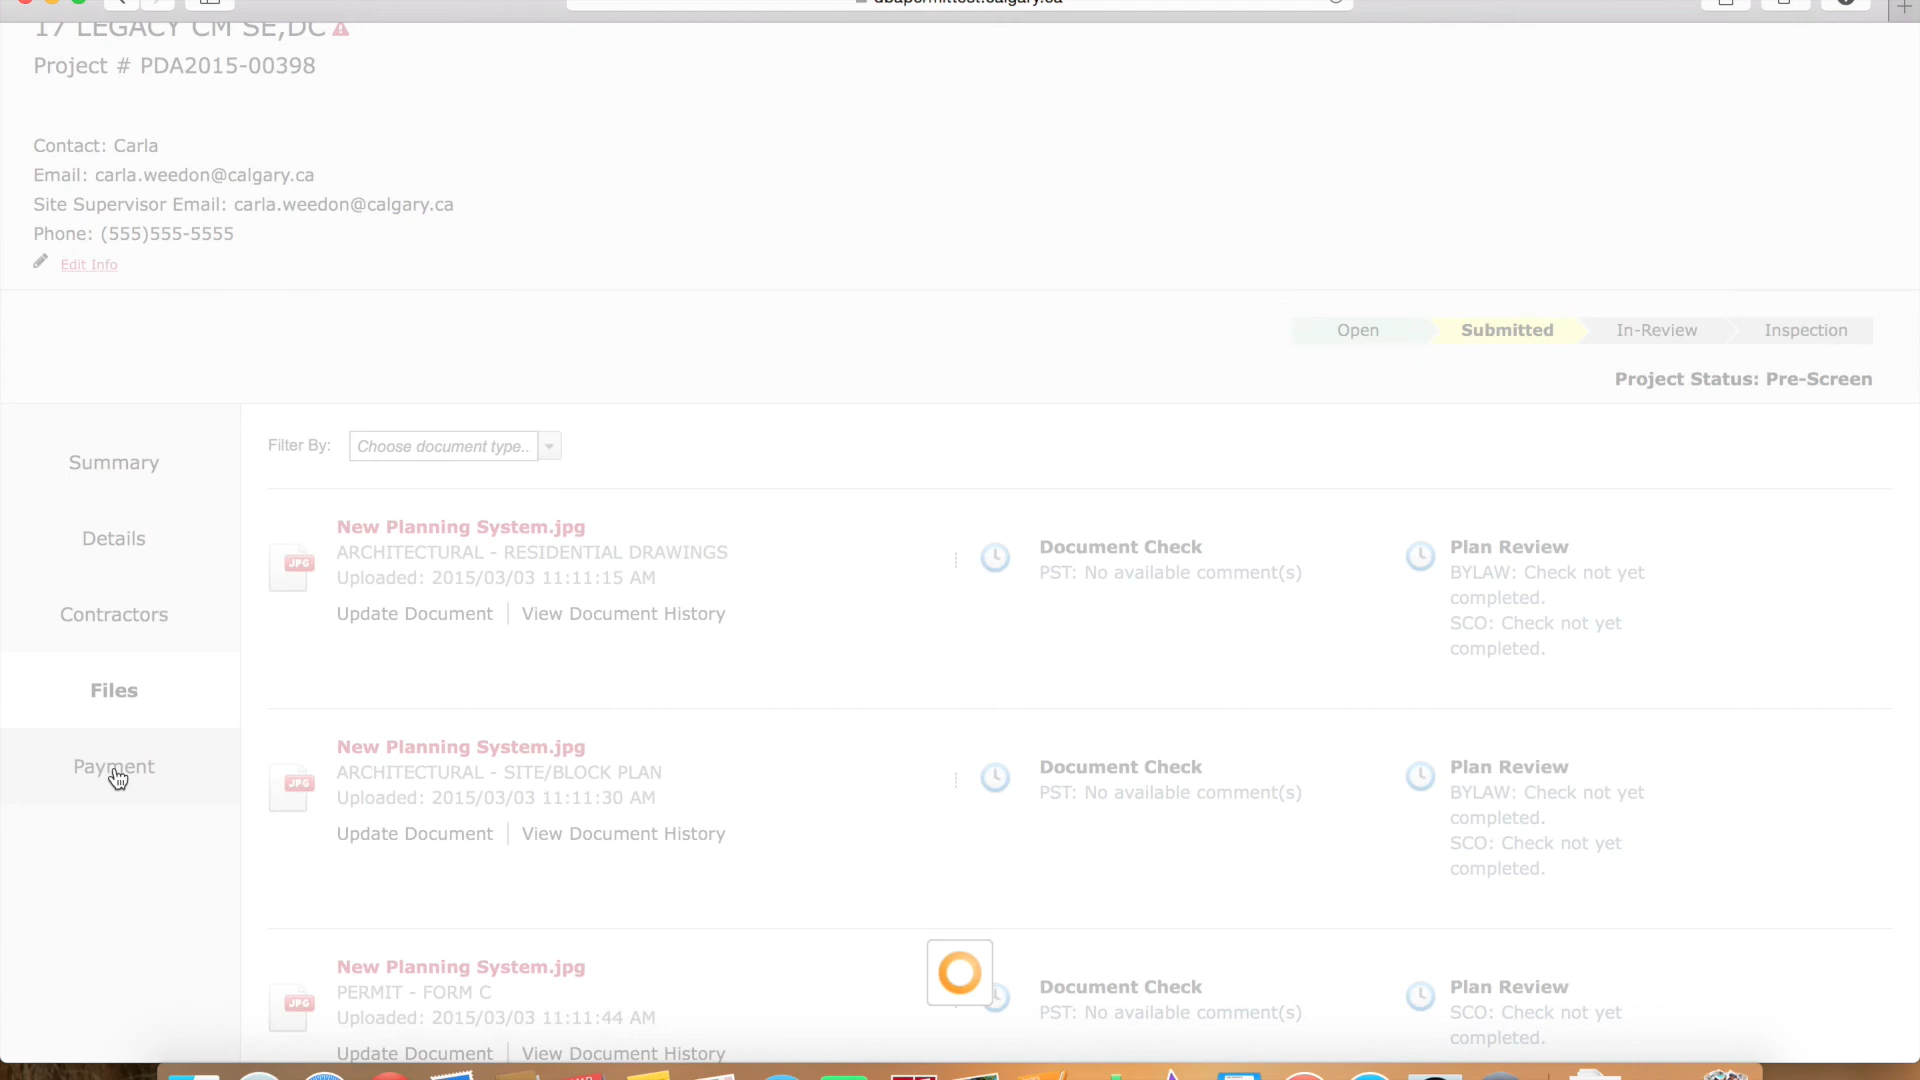 dbapermittest.calgary.ca
17 LEGACY CM SE,DC
Project # PDA2015-00398
Contact: Carla
Email: carla.weedon@calgary.ca
Site Supervisor Email: carla.weedon@calgary.ca
Phone: (555)555-5555
Edit Info
Open
Submitted
In-Review
Inspection
Project Status: Pre-Screen
Summary
Details
Contractors
Files
Payment
Filter By:
Choose document type..
New Planning System.jpg
JPG
ARCHITECTURAL - RESIDENTIAL DRAWINGS
Uploaded: 2015/03/03 11:11:15 AM
Update Document
View Document History
Document Check
PST: No available comment(s)
Plan Review
BYLAW: Check not yet
completed.
SCO: Check not yet
completed.
New Planning System.jpg
JPG
ARCHITECTURAL - SITE/BLOCK PLAN
Uploaded: 2015/03/03 11:11:30 AM
Update Document
View Document History
Document Check
PST: No available comment(s)
Plan Review
BYLAW: Check not yet
completed.
SCO: Check not yet
completed.
New Planning System.jpg
JPG
PERMIT - FORM C
Uploaded: 2015/03/03 11:11:44 AM
Update Document
View Document History
Document Check
PST: No available comment(s)
Plan Review
SCO: Check not yet
completed.